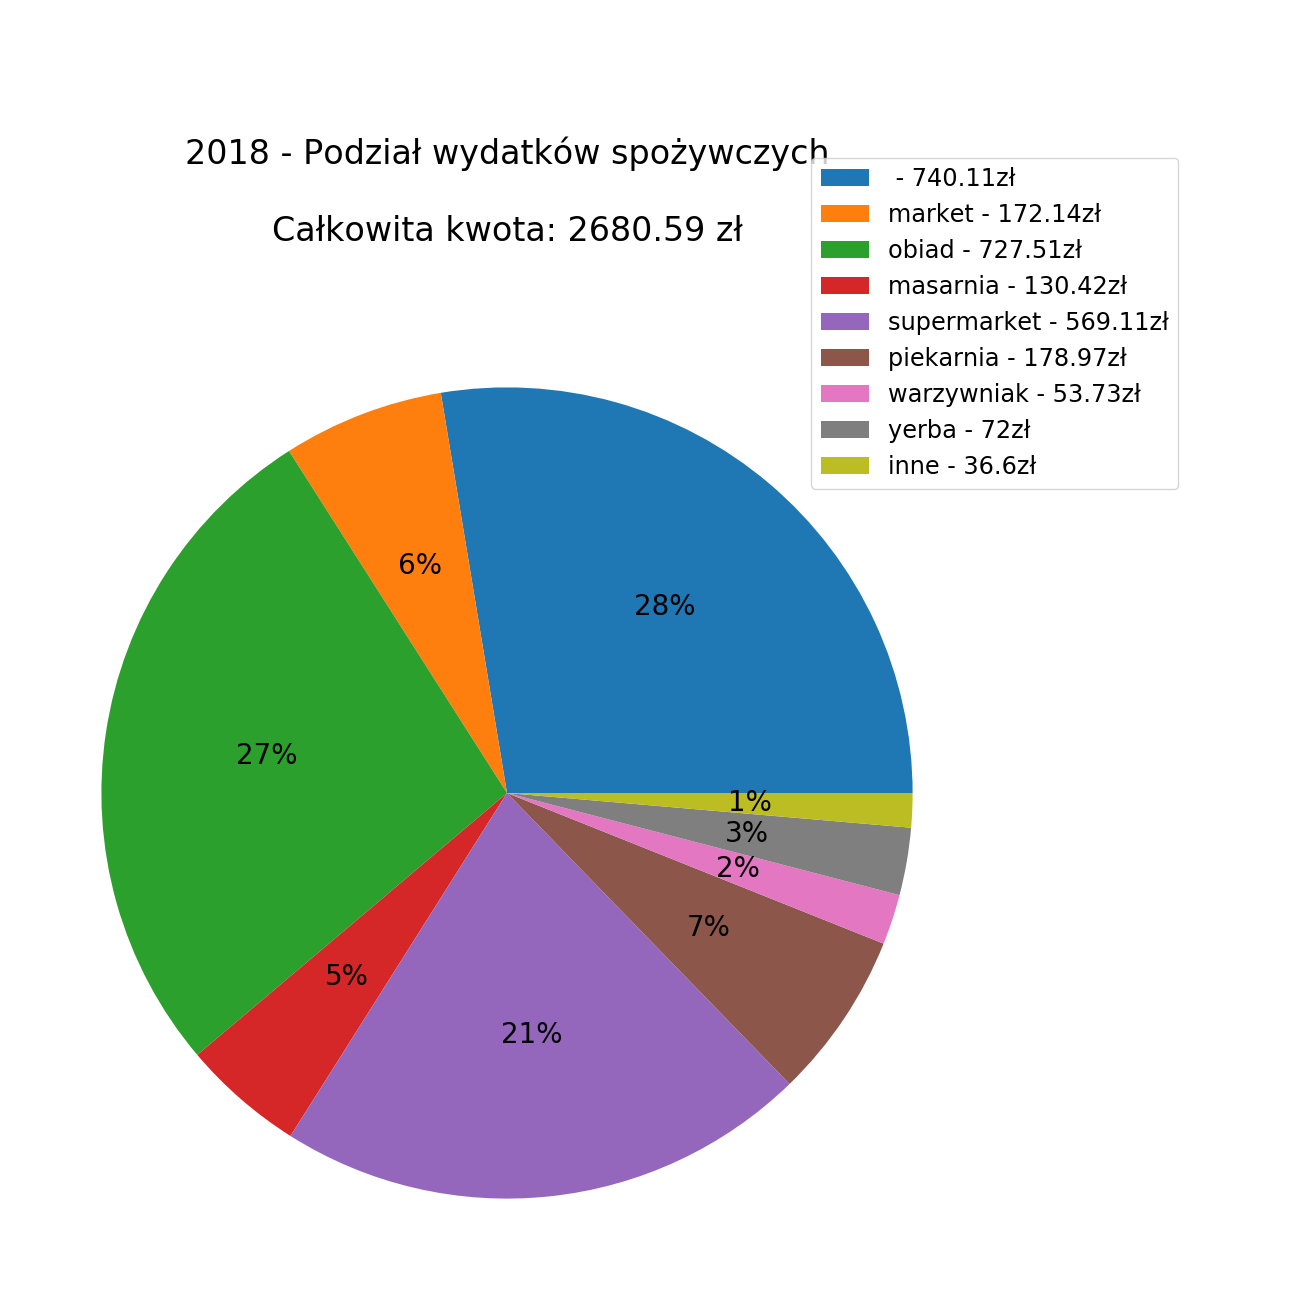 2018 - Podział wydatków spożywczych
Całkowita kwota: 2680.59 zł
- 740.11zł
market - 172.14zł
obiad - 727.51zł
masarnia - 130.42zł
supermarket - 569.11zł
piekarnia - 178.97zł
warzywniak - 53.73zł
yerba - 72zł
inne - 36.6zł
6%
28%
27%
1%
3%
2%
7%
5%
21%